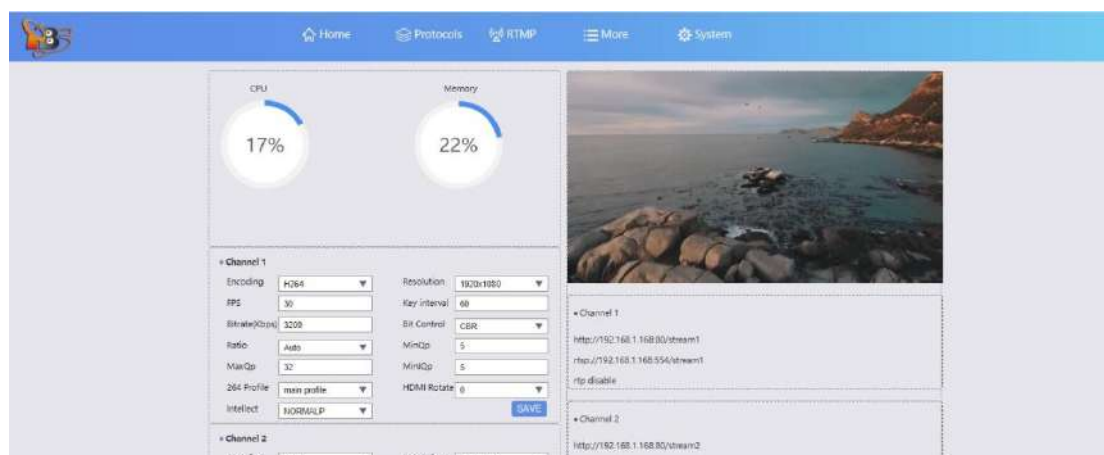 Home Protocols RTMP More System
CPU Memory
17% 22%
Channel 1
Encoding H264 Resolution 1920x1080
FPS 30 Key interval 60
Bitrate(Kbps) 3200 Bit Control CBR
Ratio Auto MinQp 5
MaxQp 32 MiniQp 5
264 Profile main profile HDMI Rotate 0
Intellect NORMALP SAVE
Channel 2
Channel 1
http://192.168.1.168:80/stream1
rtsp://192.168.1.168:554/stream1
rtp disable
Channel 2
http://192.168.1.168:80/stream2